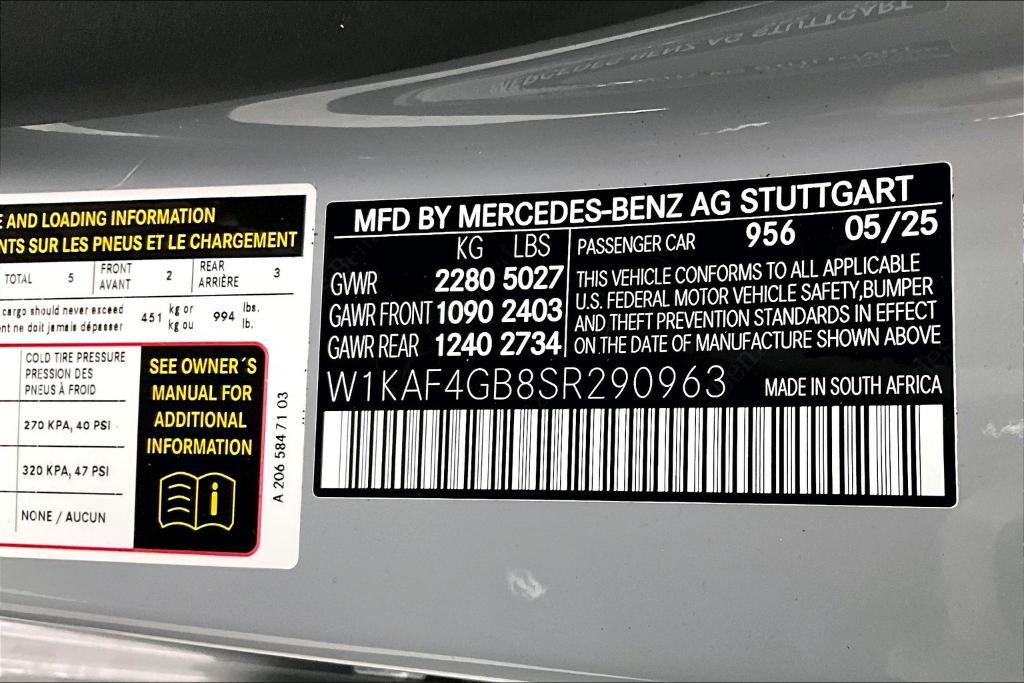 E AND LOADING INFORMATION
NTS SUR LES PNEUS ET LE CHARGEMENT
TOTAL 5 FRONT AVANT 2 REAR ARRIÈRE 3
cargo should never exceed
ent ne doit jamais dépasser
451 kg or kg ou 994 lbs. lb.
COLD TIRE PRESSURE
PRESSION DES
PNEUS À FROID
270 KPA, 40 PSI
320 KPA, 47 PSI
NONE / AUCUN
SEE OWNER´S
MANUAL FOR
ADDITIONAL
INFORMATION
A 206 584 71 03
MFD BY MERCEDES-BENZ AG STUTTGART
KG LBS
GVWR 2280 5027
GAWR FRONT 1090 2403
GAWR REAR 1240 2734
PASSENGER CAR 956 05/25
THIS VEHICLE CONFORMS TO ALL APPLICABLE
U.S. FEDERAL MOTOR VEHICLE SAFETY,BUMPER
AND THEFT PREVENTION STANDARDS IN EFFECT
ON THE DATE OF MANUFACTURE SHOWN ABOVE
W1KAF4GB8SR290963 MADE IN SOUTH AFRICA